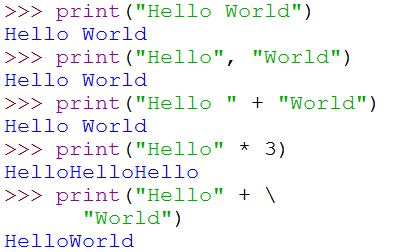 >>> print("Hello World")
Hello World
>>> print("Hello", "World")
Hello World
>>> print("Hello " + "World")
Hello World
>>> print("Hello" * 3)
HelloHelloHello
>>> print("Hello" + \
      "World")
HelloWorld